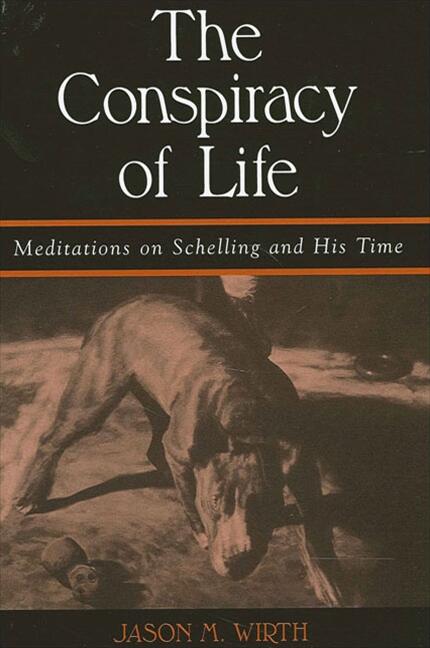 The
Conspiracy
of Life
Meditations on Schelling and His Time
JASON M. WIRTH